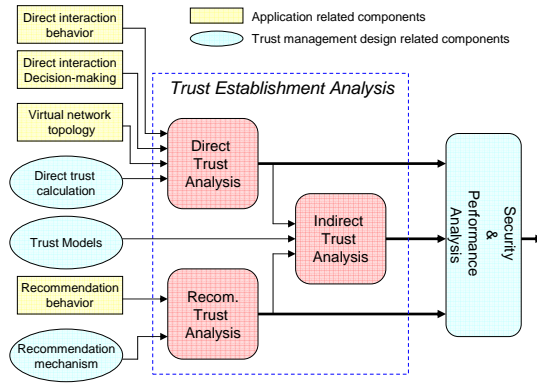 Direct interaction
behavior
Application related components
Trust management design related components
Direct interaction
Decision-making
Trust Establishment Analysis
Virtual network
topology
Direct
Trust
Analysis
Direct trust
calculation
Trust Models
Indirect
Trust
Analysis
Security
&
Performance
Analysis
Recommendation
behavior
Recom.
Trust
Analysis
Recommendation
mechanism